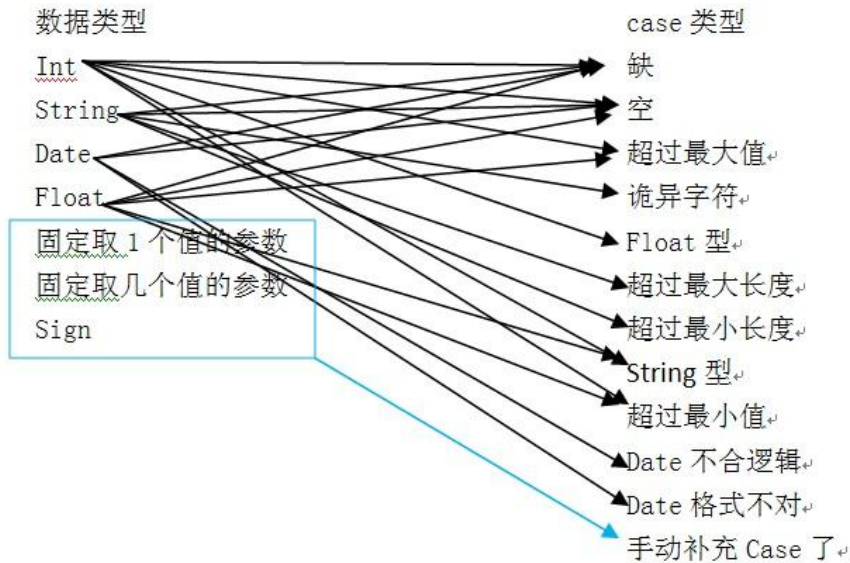 数据类型
case 类型
Int
缺
String
空
Date
超过最大值
Float
诡异字符
固定取1个值的参数
Float 型
固定取几个值的参数
超过最大长度
Sign
超过最小长度
String 型
超过最小值
Date 不合逻辑
Date 格式不对
手动补充 Case 了